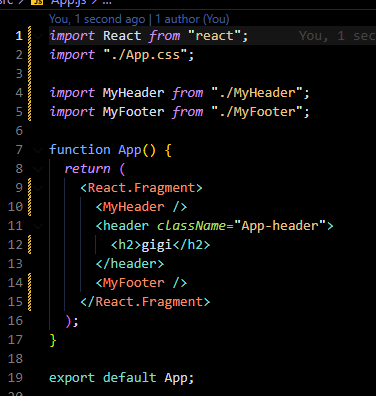 src > App.js > ...
You, 1 second ago | 1 author (You)
1 import React from "react"; You, 1 sec
2 import "./App.css";
3
4 import MyHeader from "./MyHeader";
5 import MyFooter from "./MyFooter";
6
7 function App() {
8 return (
9 <React.Fragment>
10 <MyHeader />
11 <header className="App-header">
12 <h2>gigi</h2>
13 </header>
14 <MyFooter />
15 </React.Fragment>
16 );
17 }
18
19 export default App;